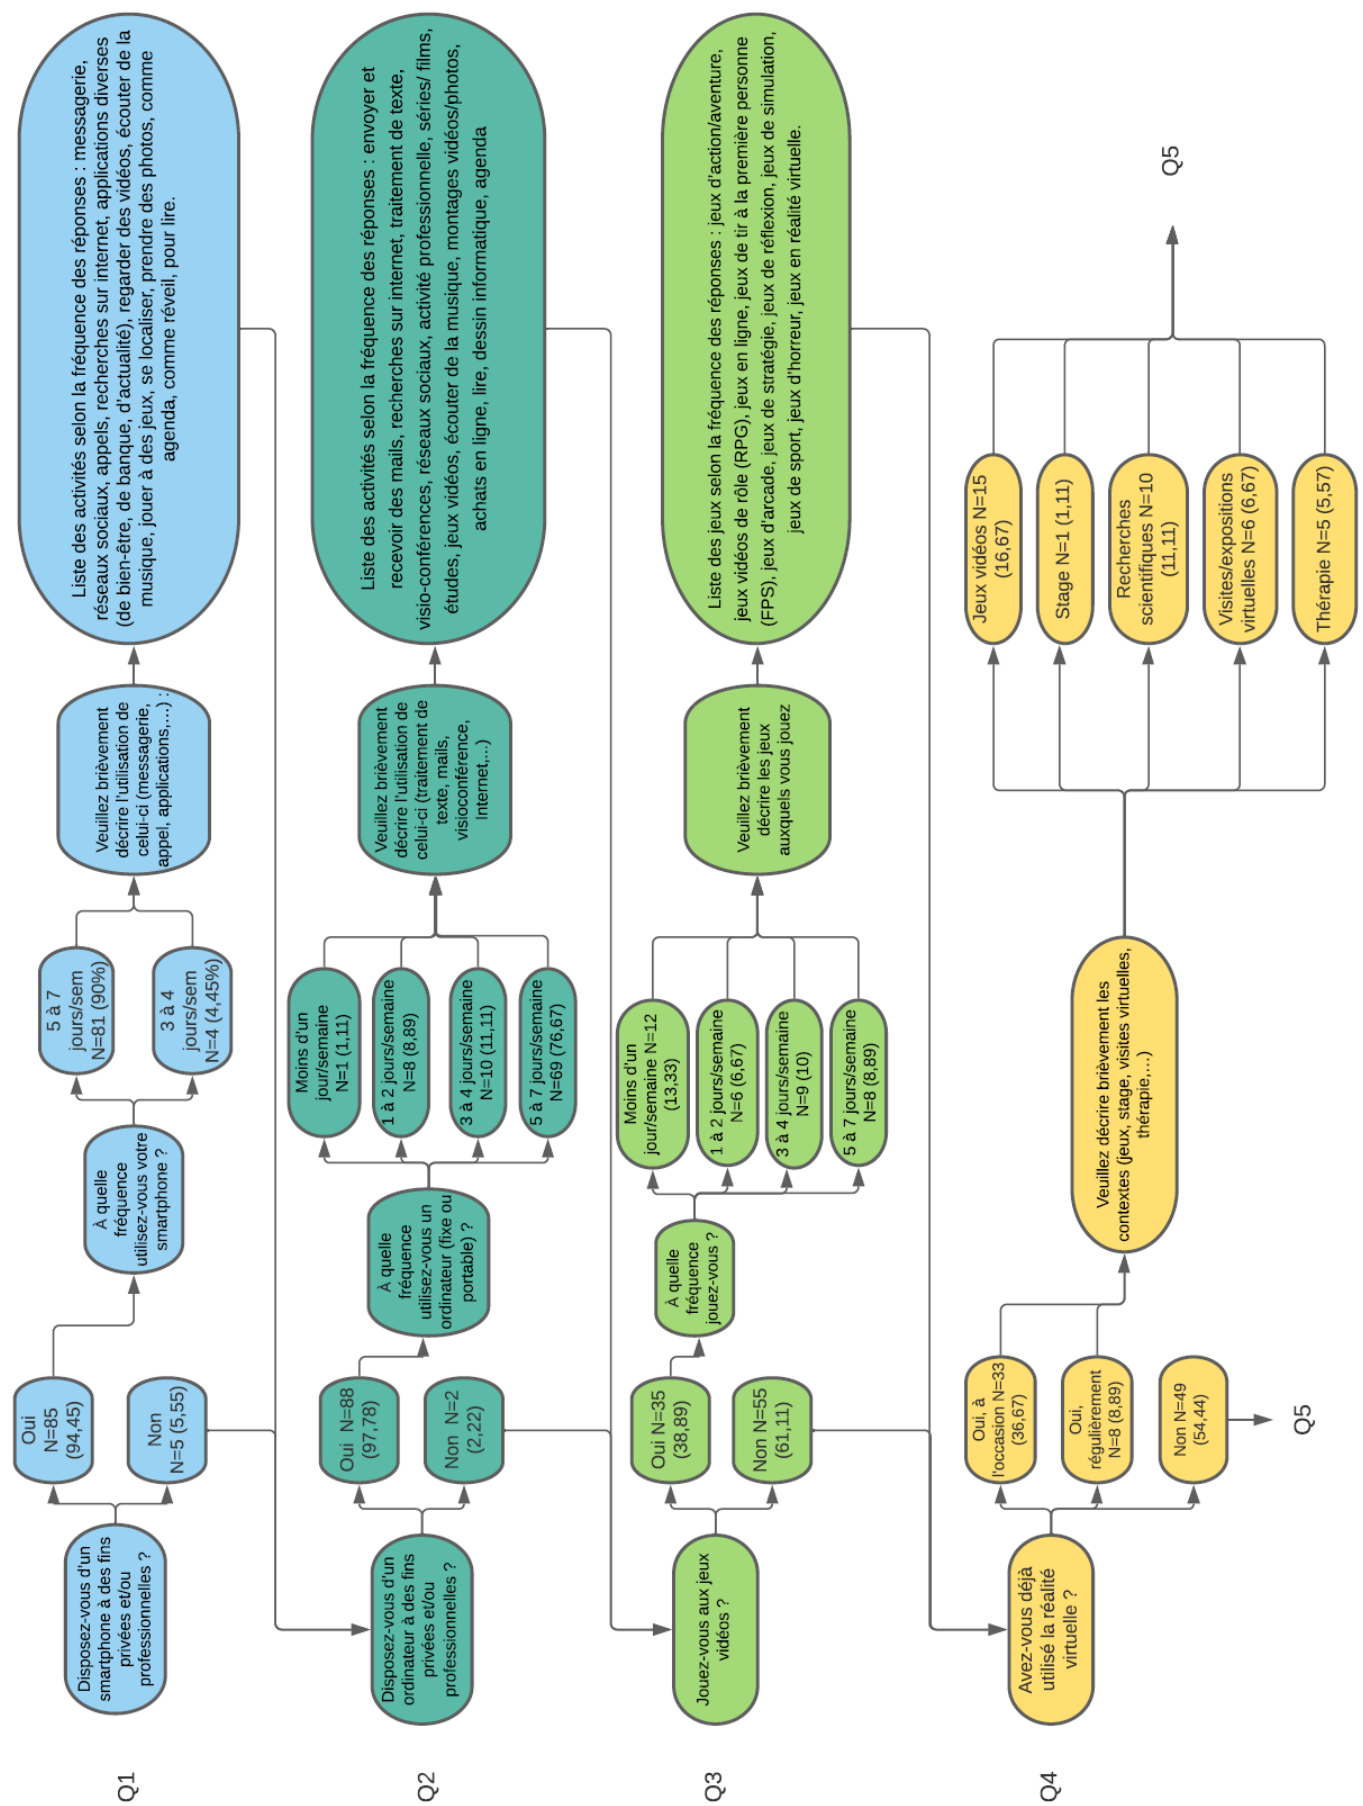 Q1
Disposez-vous d'un
smartphone à des fins
privées et/ou
professionnelles ?
Oui
N=85
(94,45)
Non
N=5 (5,55)
À quelle
fréquence
utilisez-vous votre
smartphone ?
5 à 7
jours/sem
N=81 (90%)
3 à 4
jours/sem
N=4 (4,45%)
Veuillez brièvement
décrire l'utilisation de
celui-ci (messagerie,
appel, applications,...) :
Liste des activités selon la fréquence des réponses : messagerie,
réseaux sociaux, appels, recherches sur internet, applications diverses
(de bien-être, de banque, d'actualité), regarder des vidéos, écouter de la
musique, jouer à des jeux, se localiser, prendre des photos, comme
agenda, comme réveil, pour lire.
Q2
Disposez-vous d'un
ordinateur à des fins
privées et/ou
professionnelles ?
Oui N=88
(97,78)
Non N=2
(2,22)
À quelle
fréquence
utilisez-vous un
ordinateur (fixe ou
portable) ?
Moins d'un
jour/semaine
N=1 (1,11)
1 à 2 jours/semaine
N=8 (8,89)
3 à 4 jours/semaine
N=10 (11,11)
5 à 7 jours/semaine
N=69 (76,67)
Veuillez brièvement
décrire l'utilisation de
celui-ci (traitement de
texte, mails,
visioconférence,
Internet,...)
Liste des activités selon la fréquence des réponses : envoyer et
recevoir des mails, recherches sur internet, traitement de texte,
visio-conférences, réseaux sociaux, activité professionnelle, séries/ films,
études, jeux vidéos, écouter de la musique, montages vidéos/photos,
achats en ligne, lire, dessin informatique, agenda
Q3
Jouez-vous aux jeux
vidéos ?
Oui N=35
(38,89)
Non N=55
(61,11)
À quelle
fréquence
jouez-vous ?
Moins d'un
jour/semaine N=12
(13,33)
1 à 2 jours/semaine
N=6 (6,67)
3 à 4 jours/semaine
N=9 (10)
5 à 7 jours/semaine
N=8 (8,89)
Veuillez brièvement
décrire les jeux
auxquels vous jouez
Liste des jeux selon la fréquence des réponses : jeux d'action/aventure,
jeux vidéos de rôle (RPG), jeux en ligne, jeux de tir à la première personne
(FPS), jeux d'arcade, jeux de stratégie, jeux de réflexion, jeux de simulation,
jeux de sport, jeux d'horreur, jeux en réalité virtuelle.
Q4
Avez-vous déjà
utilisé la réalité
virtuelle ?
Oui, à
l'occasion N=33
(36,67)
Oui,
régulièrement
N=8 (8,89)
Non N=49
(54,44)
Q5
Veuillez décrire brièvement les
contextes (jeux, stage, visites virtuelles,
thérapie,...)
Jeux vidéos N=15
(16,67)
Stage N=1 (1,11)
Recherches
scientifiques N=10
(11,11)
Visites/expositions
virtuelles N=6 (6,67)
Thérapie N=5 (5,57)
Q5